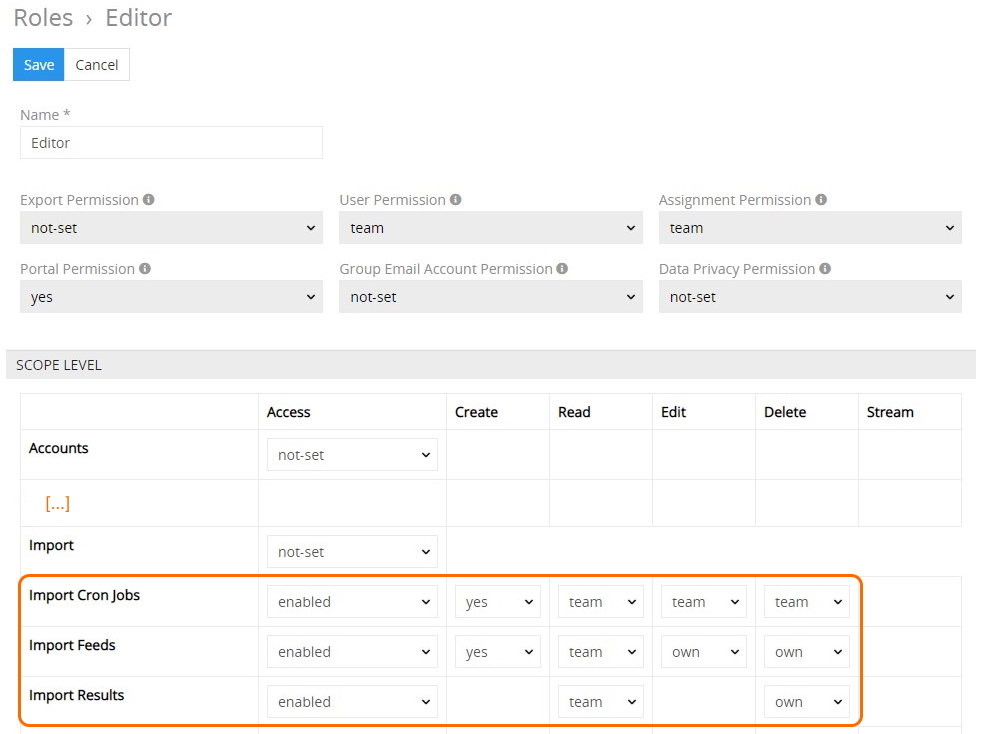 Roles › Editor
Save Cancel
Name *
Editor
Export Permission User Permission Assignment Permission
not-set team team
Portal Permission Group Email Account Permission Data Privacy Permission
yes not-set not-set
SCOPE LEVEL
Access Create Read Edit Delete Stream
Accounts not-set
[...]
Import not-set
Import Cron Jobs enabled yes team team team
Import Feeds enabled yes team own own
Import Results enabled team own